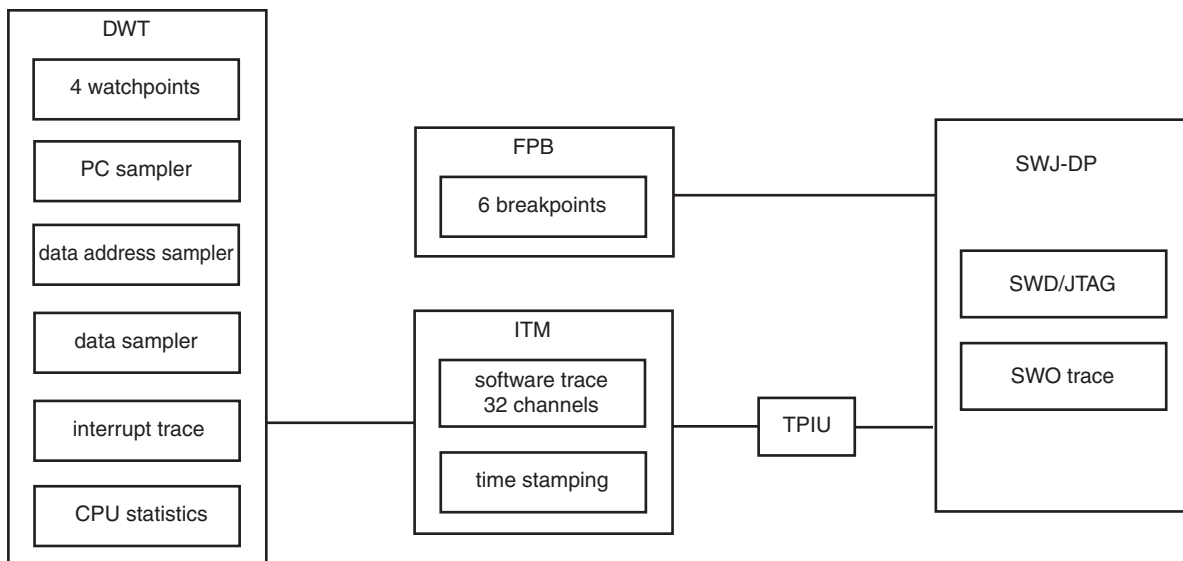 DWT
4 watchpoints
PC sampler
data address sampler
data sampler
interrupt trace
CPU statistics
FPB
6 breakpoints
ITM
software trace
32 channels
time stamping
TPIU
SWJ-DP
SWD/JTAG
SWO trace